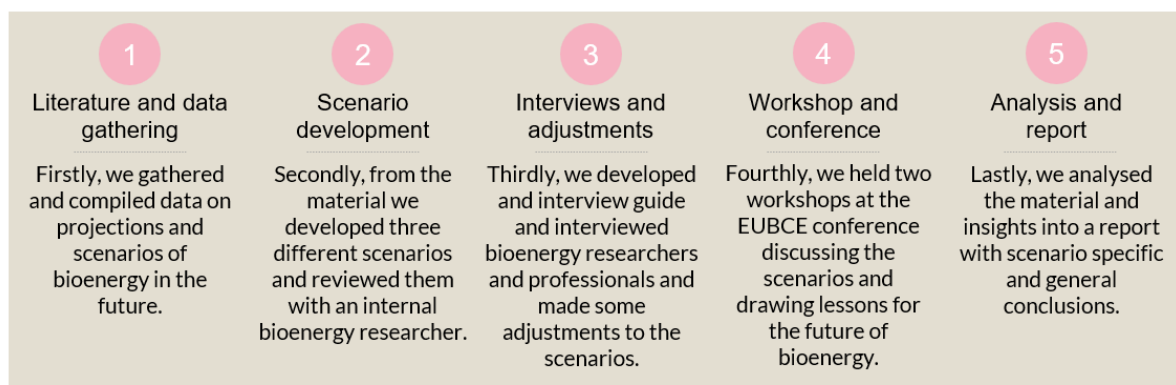 1
Literature and data
gathering
Firstly, we gathered
and compiled data on
projections and
scenarios of
bioenergy in the
future.
2
Scenario
development
Secondly, from the
material we
developed three
different scenarios
and reviewed them
with an internal
bioenergy researcher.
3
Interviews and
adjustments
Thirdly, we developed
and interview guide
and interviewed
bioenergy researchers
and professionals and
made some
adjustments to the
scenarios.
4
Workshop and
conference
Fourthly, we held two
workshops at the
EUBCE conference
discussing the
scenarios and
drawing lessons for
the future of
bioenergy.
5
Analysis and
report
Lastly, we analysed
the material and
insights into a report
with scenario specific
and general
conclusions.